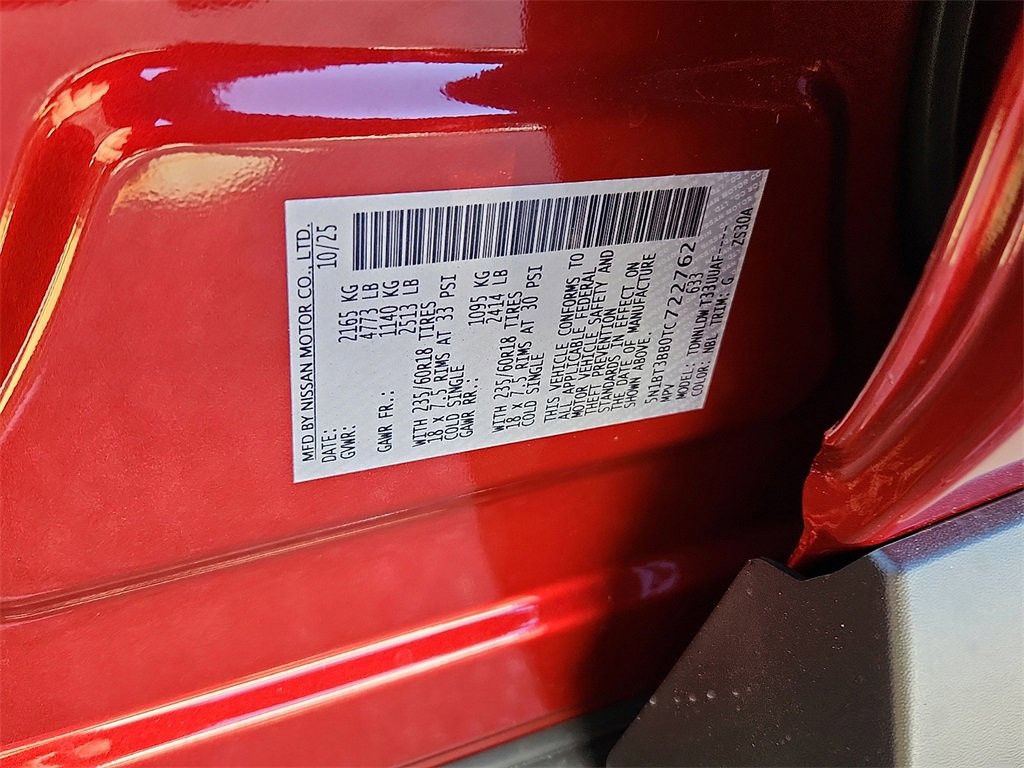 MFD BY NISSAN MOTOR CO., LTD.
DATE: 10/25
GVWR: 2165 KG
4773 LB
GAWR FR.: 1140 KG
2513 LB
WITH 235/60R18 TIRES
18 X 7.5 RIMS AT 33 PSI
COLD SINGLE
GAWR RR.: 1095 KG
2414 LB
WITH 235/60R18 TIRES
18 X 7.5 RIMS AT 30 PSI
COLD SINGLE
THIS VEHICLE CONFORMS TO
ALL APPLICABLE FEDERAL
MOTOR VEHICLE SAFETY AND
THEFT PREVENTION
STANDARDS IN EFFECT ON
THE DATE OF MANUFACTURE
SHOWN ABOVE.
5N1BT3BB0TC722762
MPV 633
MODEL:
COLOR: NBL TRIM: G ZS30A